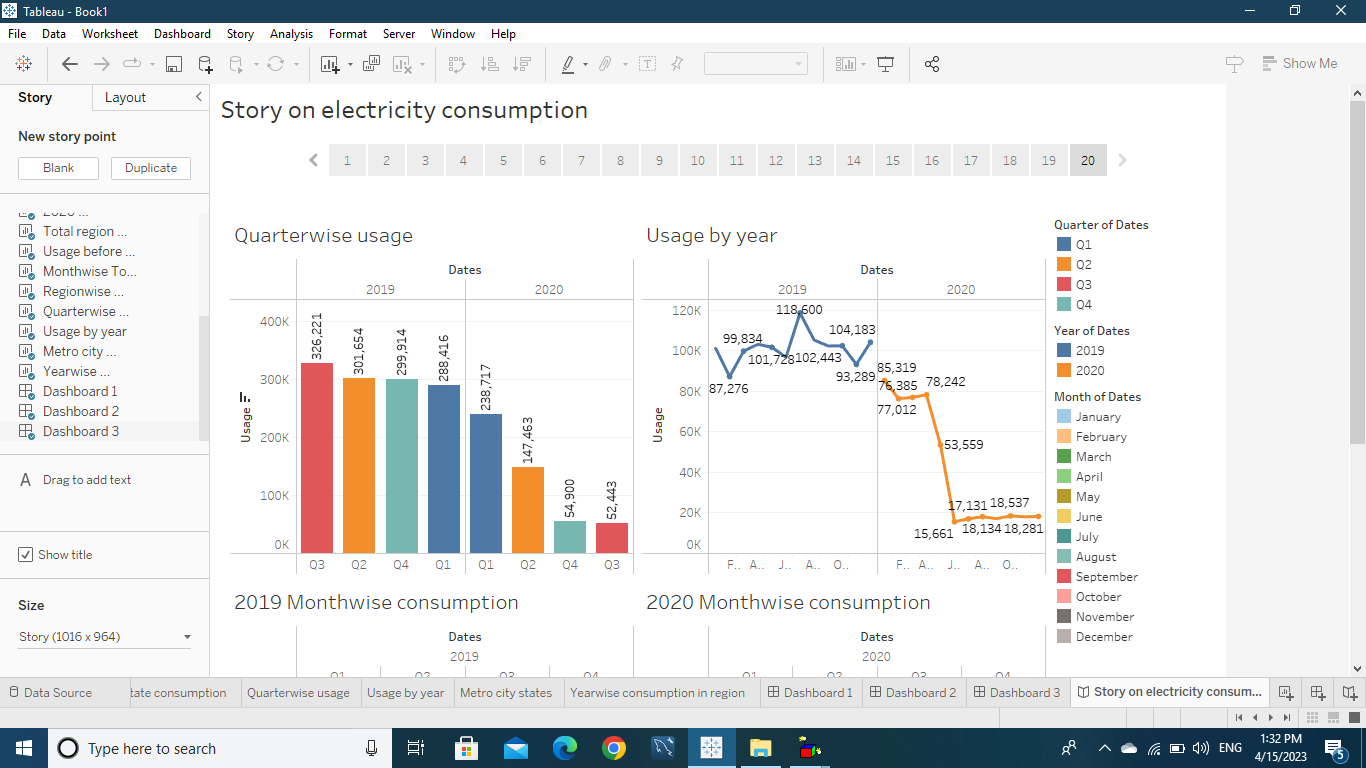 Tableau - Book1
File Data Worksheet Dashboard Story Analysis Format Server Window Help
Show Me
Story Layout
New story point
Blank Duplicate
Total region ...
Usage before ...
Monthwise To...
Regionwise ...
Quarterwise ...
Usage by year
Metro city ...
Yearwise ...
Dashboard 1
Dashboard 2
Dashboard 3
A Drag to add text
Show title
Size
Story (1016 x 964)
Story on electricity consumption
1 2 3 4 5 6 7 8 9 10 11 12 13 14 15 16 17 18 19 20
Quarterwise usage
Dates
2019 2020
Usage
400K
300K
200K
100K
0K
326,221 301,654 299,914 288,416 238,717 147,463 54,900 52,443
Q3 Q2 Q4 Q1 Q1 Q2 Q4 Q3
Usage by year
Dates
2019 2020
Usage
120K
100K
80K
60K
40K
20K
0K
118,600
99,834 104,183
101,728 102,443
87,276 93,289
85,319
76,385 78,242
77,012
53,559
17,131 18,537
15,661 18,134 18,281
F.. A.. J.. A.. O.. F.. A.. J.. A.. O..
2019 Monthwise consumption
Dates
2019
Q1 Q2 Q3 Q4
2020 Monthwise consumption
Dates
2020
Q1 Q2 Q3 Q4
Quarter of Dates
Q1
Q2
Q3
Q4
Year of Dates
2019
2020
Month of Dates
January
February
March
April
May
June
July
August
September
October
November
December
Data Source tate consumption Quarterwise usage Usage by year Metro city states Yearwise consumption in region Dashboard 1 Dashboard 2 Dashboard 3 Story on electricity consum...
Type here to search
ENG
1:32 PM
4/15/2023
5